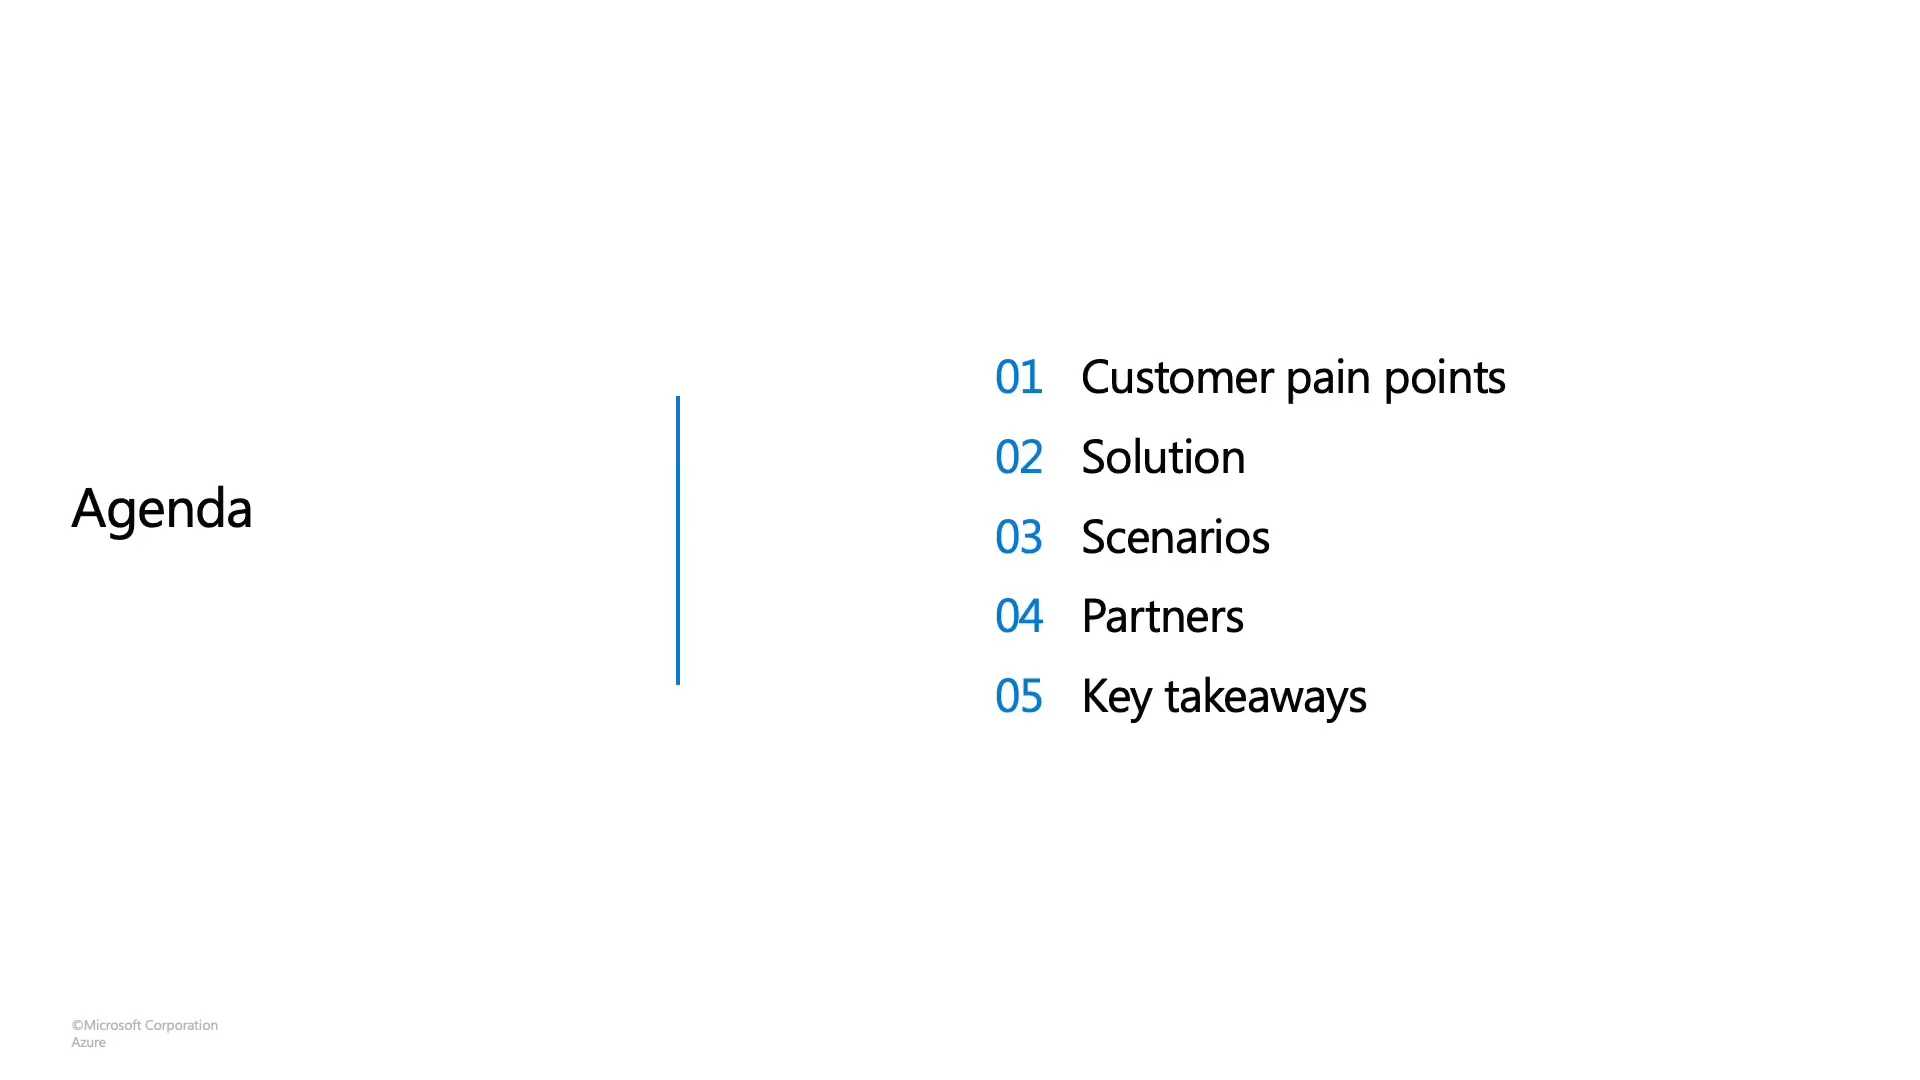 Agenda
01 Customer pain points
02 Solution
03 Scenarios
04 Partners
05 Key takeaways
©Microsoft Corporation
Azure